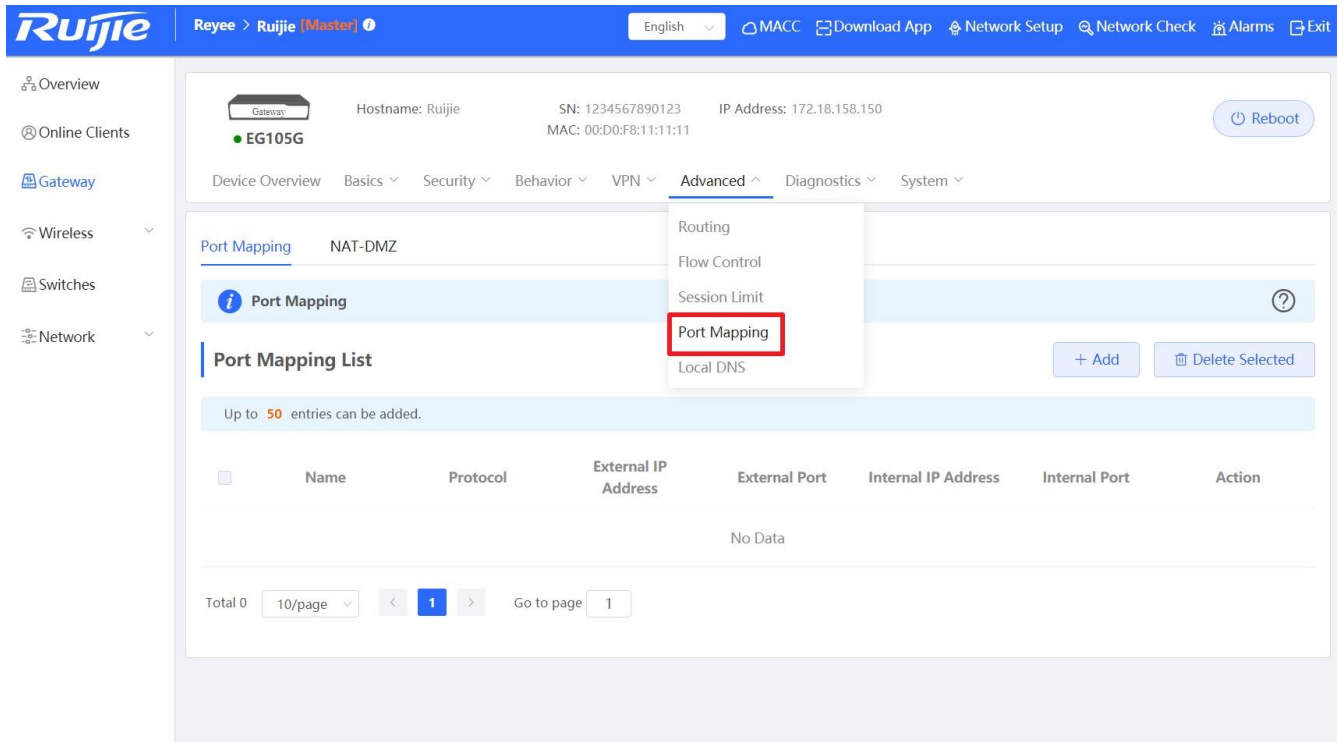 Ruijie
Reyee > Ruijie [Master]
English MACC Download App Network Setup Network Check Alarms Exit
Overview
Online Clients
Gateway
Wireless
Switches
Network
Gateway
EG105G
Hostname: Ruijie SN: 1234567890123 IP Address: 172.18.158.150
MAC: 00:D0:F8:11:11:11
Reboot
Device Overview Basics Security Behavior VPN Advanced Diagnostics System
Routing
Flow Control
Session Limit
Port Mapping
Local DNS
Port Mapping NAT-DMZ
i Port Mapping ?
Port Mapping List
+ Add Delete Selected
Up to 50 entries can be added.
Name Protocol External IP Address External Port Internal IP Address Internal Port Action
No Data
Total 0 10/page < 1 > Go to page 1